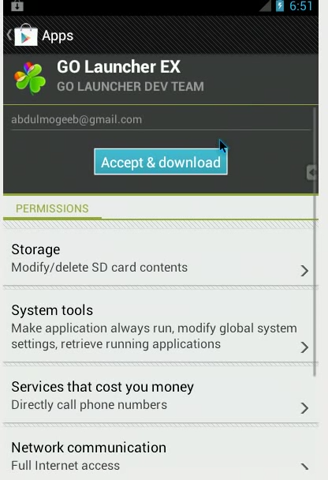 6:51
Apps
GO Launcher EX
GO LAUNCHER DEV TEAM
abdulmogeeb@gmail.com
Accept & download
PERMISSIONS
Storage
Modify/delete SD card contents
System tools
Make application always run, modify global system
settings, retrieve running applications
Services that cost you money
Directly call phone numbers
Network communication
Full Internet access